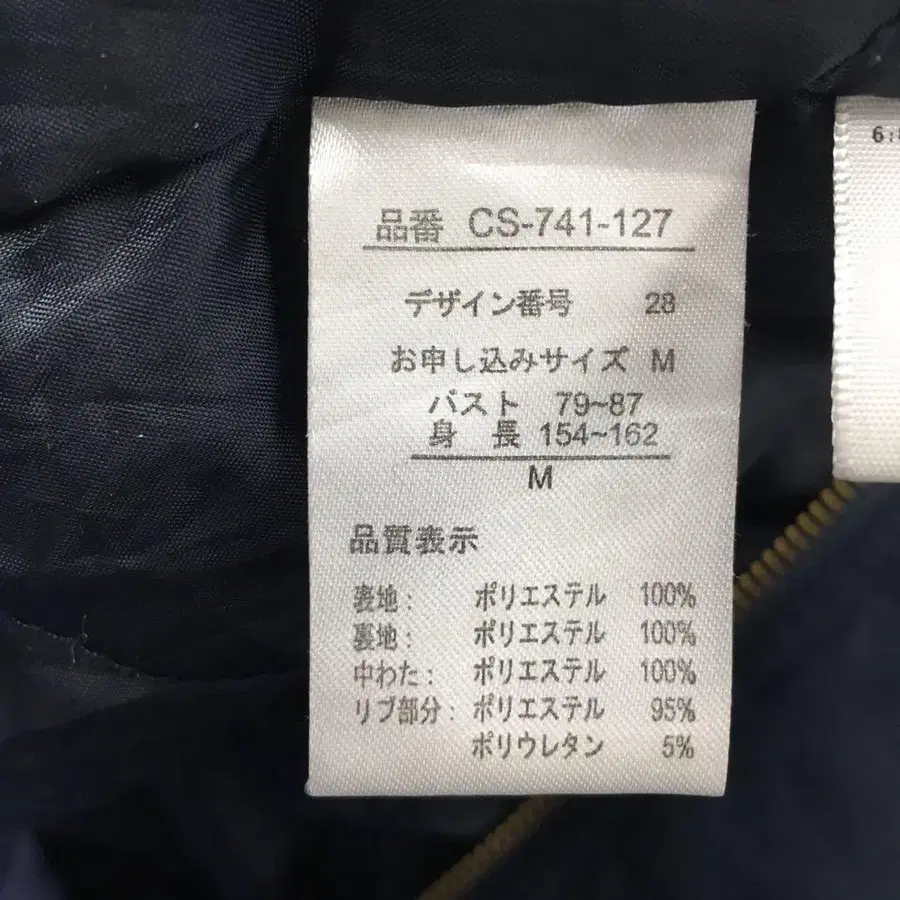 品番 CS-741-127
デザイン番号 28
お申し込みサイズ M
バスト 79~87
身 長 154~162
M
品質表示
表地: ポリエステル 100%
裏地: ポリエステル 100%
中わた: ポリエステル 100%
リブ部分: ポリエステル 95%
ポリウレタン 5%